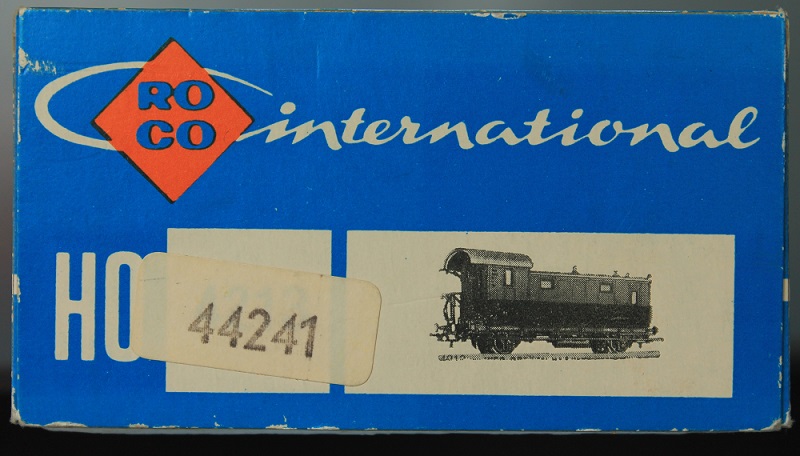 RO
CO
international
HO
44241